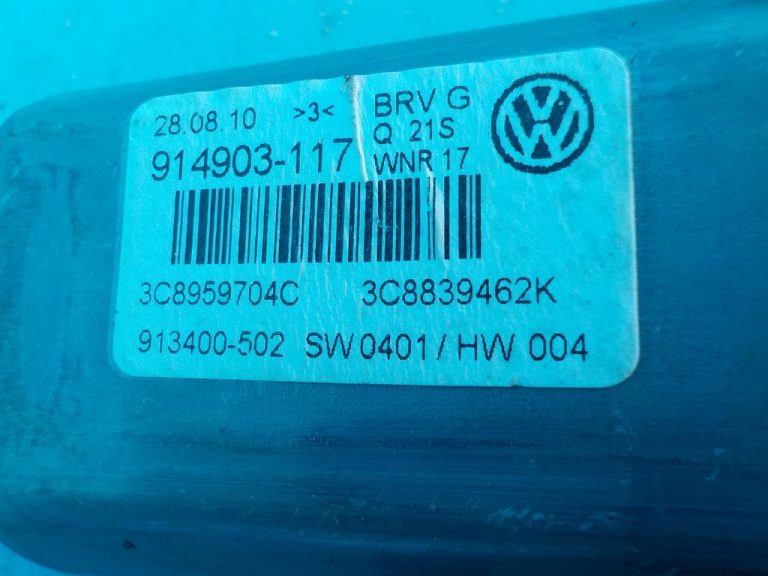 28.08.10 >3< BRV G
Q 21S
914903-117 WNR 17
3C8959704C 3C8839462K
913400-502 SW 0401 / HW 004